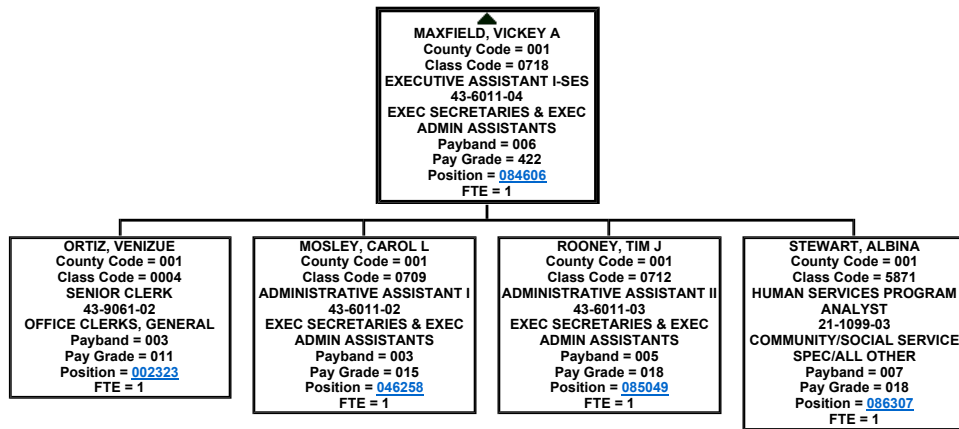 MAXFIELD, VICKEY A
County Code = 001
Class Code = 0718
EXECUTIVE ASSISTANT I-SES
43-6011-04
EXEC SECRETARIES & EXEC
ADMIN ASSISTANTS
Payband = 006
Pay Grade = 422
Position = 084606
FTE = 1
ORTIZ, VENIZUE
County Code = 001
Class Code = 0004
SENIOR CLERK
43-9061-02
OFFICE CLERKS, GENERAL
Payband = 003
Pay Grade = 011
Position = 002323
FTE = 1
MOSLEY, CAROL L
County Code = 001
Class Code = 0709
ADMINISTRATIVE ASSISTANT I
43-6011-02
EXEC SECRETARIES & EXEC
ADMIN ASSISTANTS
Payband = 003
Pay Grade = 015
Position = 046258
FTE = 1
ROONEY, TIM J
County Code = 001
Class Code = 0712
ADMINISTRATIVE ASSISTANT II
43-6011-03
EXEC SECRETARIES & EXEC
ADMIN ASSISTANTS
Payband = 005
Pay Grade = 018
Position = 085049
FTE = 1
STEWART, ALBINA
County Code = 001
Class Code = 5871
HUMAN SERVICES PROGRAM
ANALYST
21-1099-03
COMMUNITY/SOCIAL SERVICE
SPEC/ALL OTHER
Payband = 007
Pay Grade = 018
Position = 086307
FTE = 1